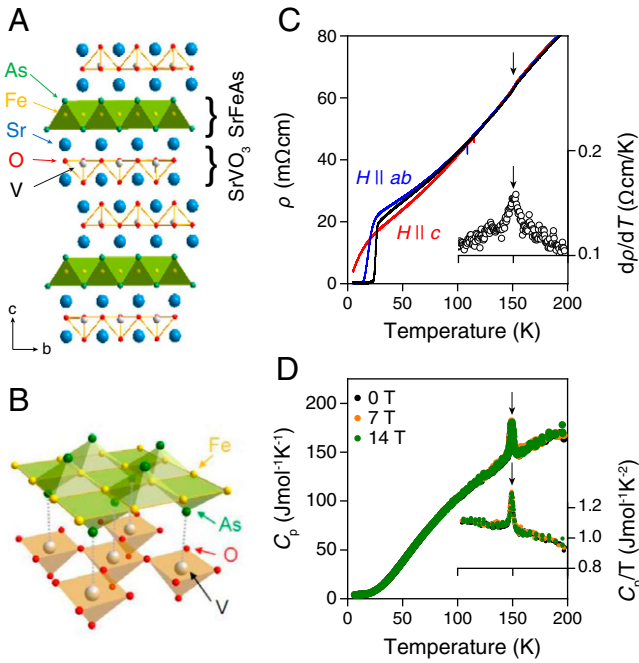 A
As
Fe
Sr
O
V
SrFeAs
SrVO3
c
b
B
Fe
As
O
V
C
80
60
40
20
0
ρ (mΩcm)
H || ab
H || c
0.2
0.1
dρ/dT (Ωcm/K)
100
150
200
0
50
Temperature (K)
D
0 T
7 T
14 T
200
150
100
50
0
Cp (Jmol-1K-1)
1.2
1.0
0.8
Cp/T (Jmol-1K-2)
0
50
100
150
200
Temperature (K)